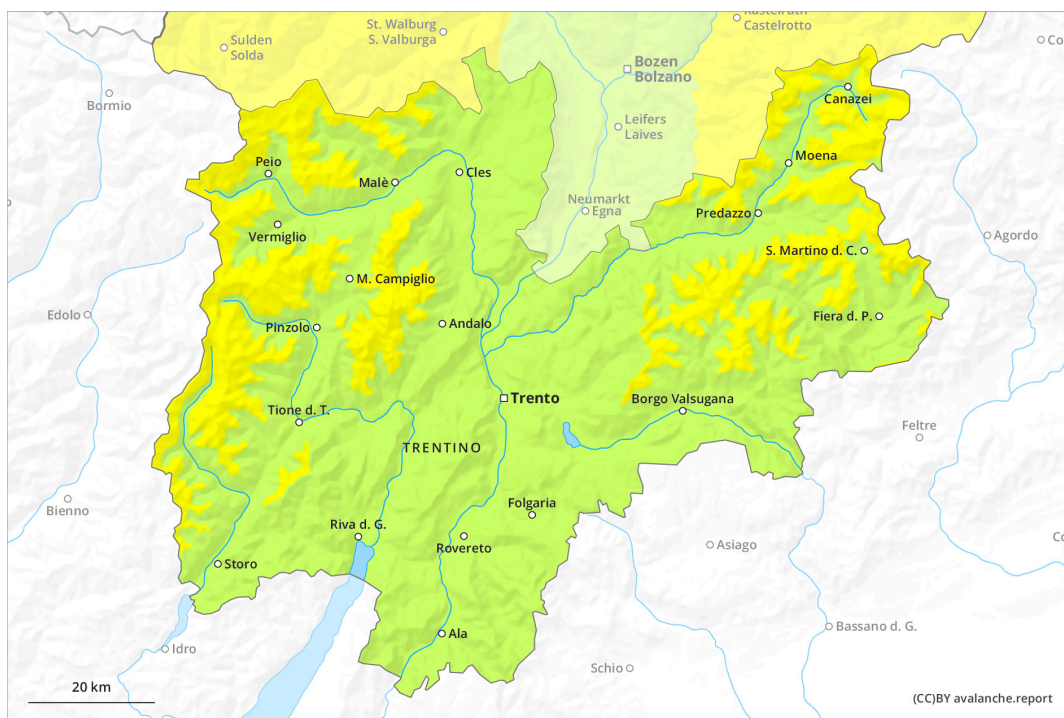 Castelrotto
St. Walburg
S. Valburga
Sulden
Solda
Bozen
Bolzano
Bormio
Canazei
Leifers
Laives
Moena
Peio
Malè
Cles
Neumarkt
Egna
Predazzo
Vermiglio
S. Martino d. C.
Agordo
M. Campiglio
Edolo
Pinzolo
Andalo
Fiera d. P.
Trento
Borgo Valsugana
Tione d. T.
Feltre
TRENTINO
Bienno
Folgaria
Riva d. G.
Rovereto
Asiago
Storo
Ala
Bassano d. G.
Idro
Schio
20 km
(CC)BY avalanche.report